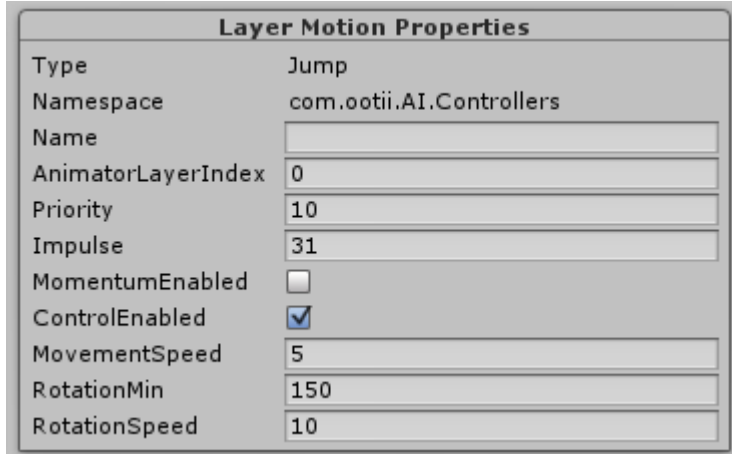 Layer Motion Properties
Type Jump
Namespace com.ootii.AI.Controllers
Name
AnimatorLayerIndex 0
Priority 10
Impulse 31
MomentumEnabled
ControlEnabled
MovementSpeed 5
RotationMin 150
RotationSpeed 10